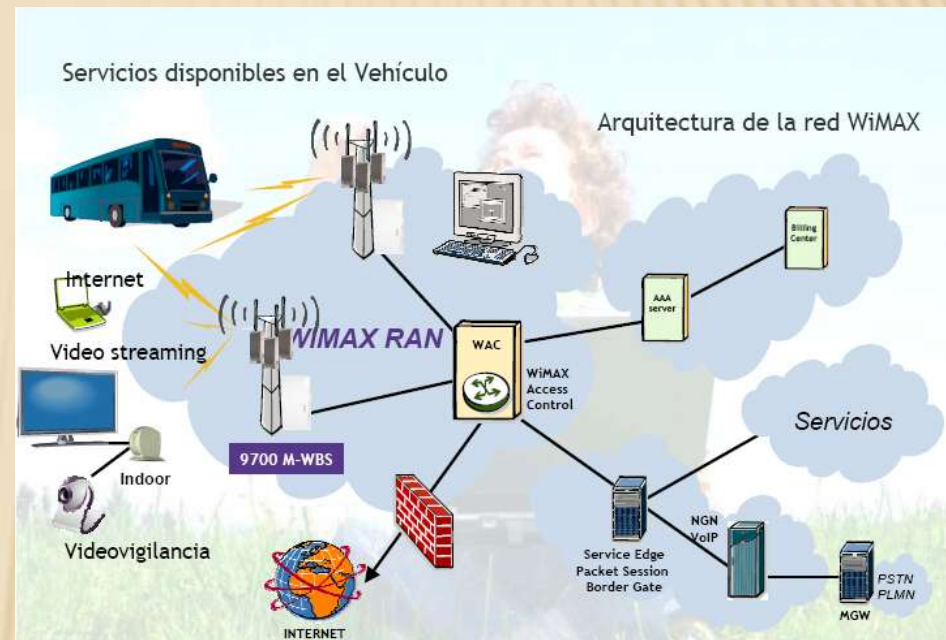 Servicios disponibles en el Vehículo
Arquitectura de la red WiMAX
Billing
Center
AAA
server
Internet
WIMAX RAN
WAC
Video streaming
WiMAX
Access
Control
Servicios
9700 M-WBS
Indoor
NGN
VoIP
Videovigilancia
Service Edge
Packet Session
Border Gate
PSTN
PLMN
MGW
INTERNET